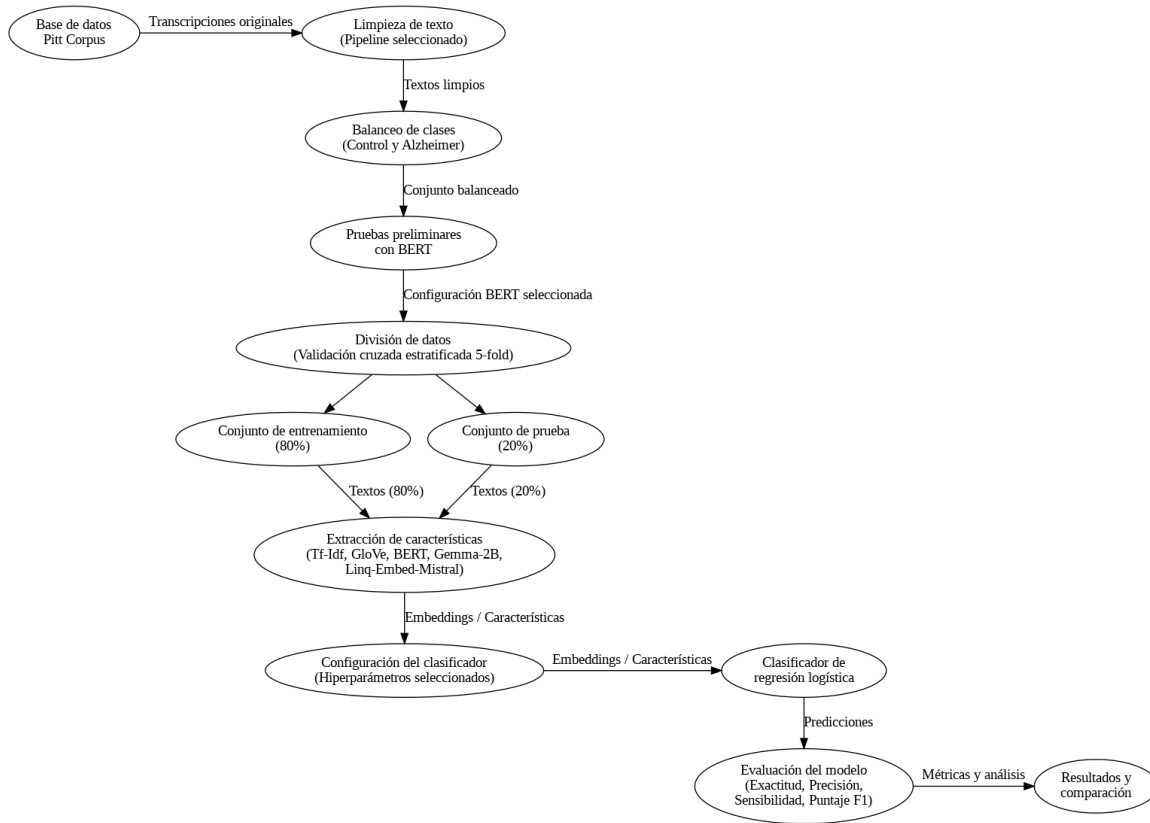 Base de datos
Pitt Corpus
Transcripciones originales
Limpieza de texto
(Pipeline seleccionado)
Textos limpios
Balanceo de clases
(Control y Alzheimer)
Conjunto balanceado
Pruebas preliminares
con BERT
Configuración BERT seleccionada
División de datos
(Validación cruzada estratificada 5-fold)
Conjunto de entrenamiento
(80%)
Conjunto de prueba
(20%)
Textos (80%)
Textos (20%)
Extracción de características
(Tf-Idf, GloVe, BERT, Gemma-2B,
Linq-Embed-Mistral)
Embeddings / Características
Configuración del clasificador
(Hiperparámetros seleccionados)
Embeddings / Características
Clasificador de
regresión logística
Predicciones
Evaluación del modelo
(Exactitud, Precisión,
Sensibilidad, Puntaje F1)
Métricas y análisis
Resultados y
comparación